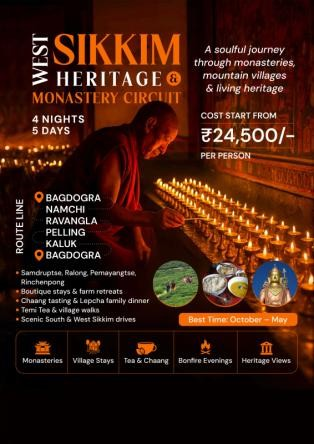 WEST
SIKKIM
HERITAGE &
MONASTERY CIRCUIT
4 NIGHTS
5 DAYS
A soulful journey
through monasteries,
mountain villages
& living heritage
COST START FROM
₹24,500/-
PER PERSON
ROUTE LINE
BAGDOGRA
NAMCHI
RAVANGLA
PELLING
KALUK
BAGDOGRA
• Samdruptse, Ralong, Pemayangtse,
Rinchenpong
• Boutique stays & farm retreats
• Chaang tasting & Lepcha family dinner
• Temi Tea & village walks
• Scenic South & West Sikkim drives
Best Time: October – May
Monasteries
Village Stays
Tea & Chaang
Bonfire Evenings
Heritage Views